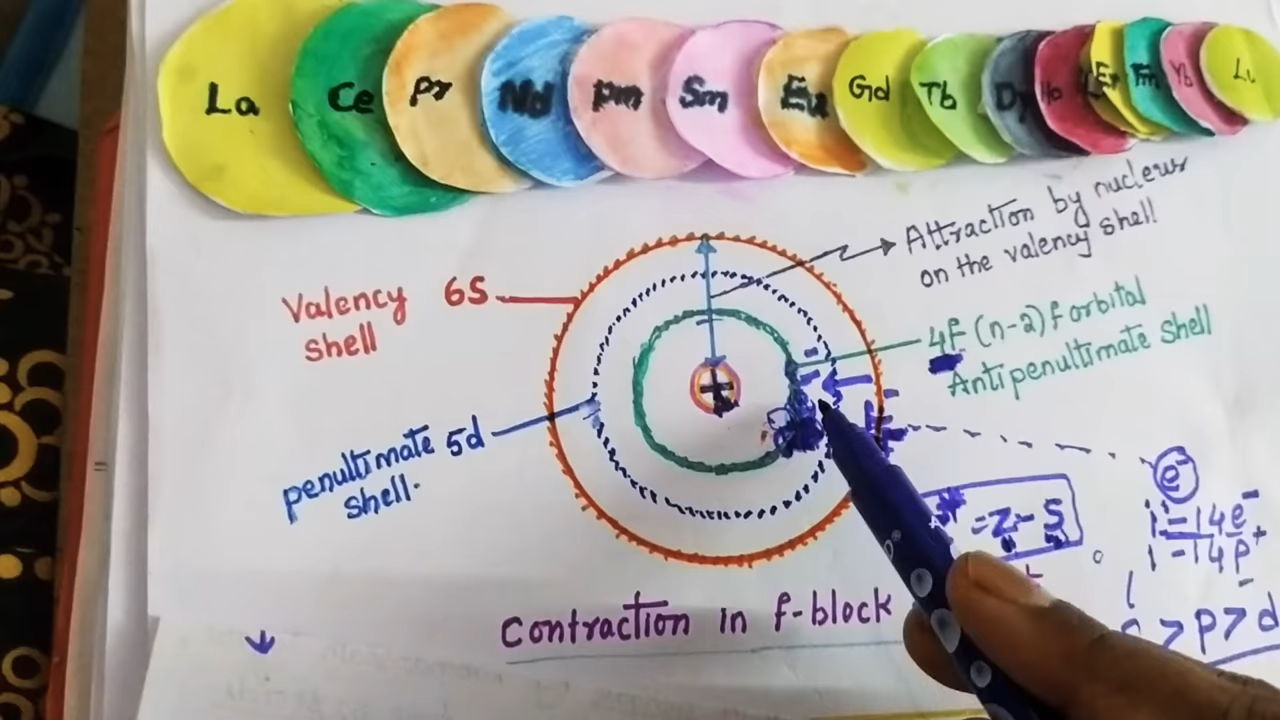 La Ce Pr Nd Pm Sm Eu Gd Tb Dy Ho Er Tm Yb Lu
Attraction by nucleus
on the valency shell
Valency 6S
shell
4f (n-2) f orbital
Antipenultimate shell
+
penultimate 5d
shell.
e-
= Z - S
1-14e-
1-14p+
> p > d
Contraction in f-block